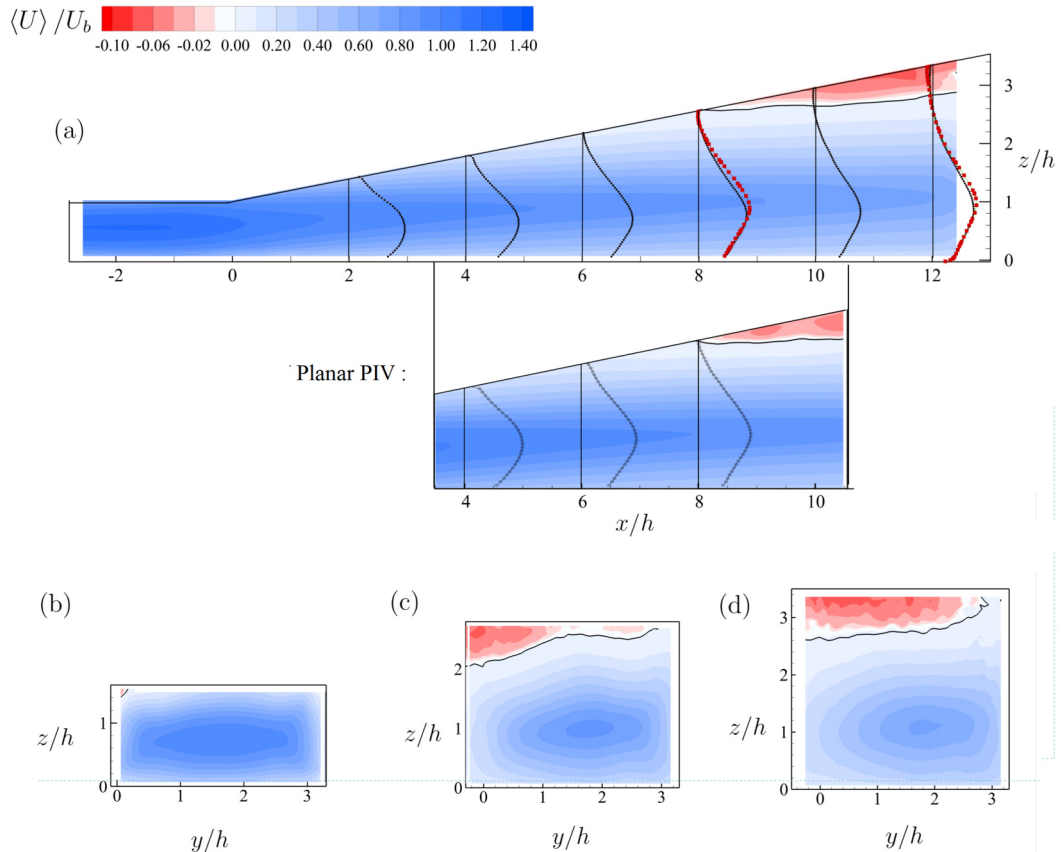 ⟨U⟩ /U_b
-0.10 -0.06 -0.02 0.00 0.20 0.40 0.60 0.80 1.00 1.20 1.40
(a)
3
2
z/h
1
0
-2 0 2 4 6 8 10 12
Planar PIV :
4 6 8 10
x/h
(b)
(c)
(d)
z/h
1
0
0 1 2 3
y/h
z/h
2
1
0
0 1 2 3
y/h
z/h
3
2
1
0
0 1 2 3
y/h